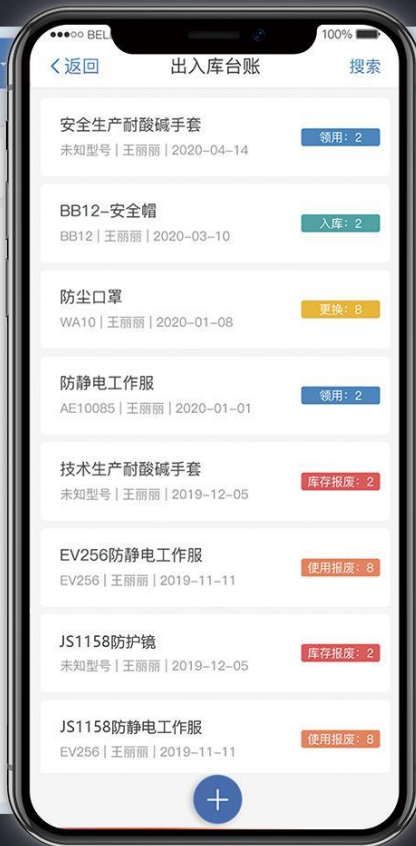 BEL
100%
返回
出入库台账
搜索
安全生产耐酸碱手套
未知型号 | 王丽丽 | 2020-04-14
领用：2
BB12-安全帽
BB12 | 王丽丽 | 2020-03-10
入库：2
防尘口罩
WA10 | 王丽丽 | 2020-01-08
更换：8
防静电工作服
AE10085 | 王丽丽 | 2020-01-01
领用：2
技术生产耐酸碱手套
未知型号 | 王丽丽 | 2019-12-05
库存报废：2
EV256防静电工作服
EV256 | 王丽丽 | 2019-11-11
使用报废：8
JS1158防护镜
未知型号 | 王丽丽 | 2019-12-05
库存报废：2
JS1158防静电工作服
EV256 | 王丽丽 | 2019-11-11
使用报废：8